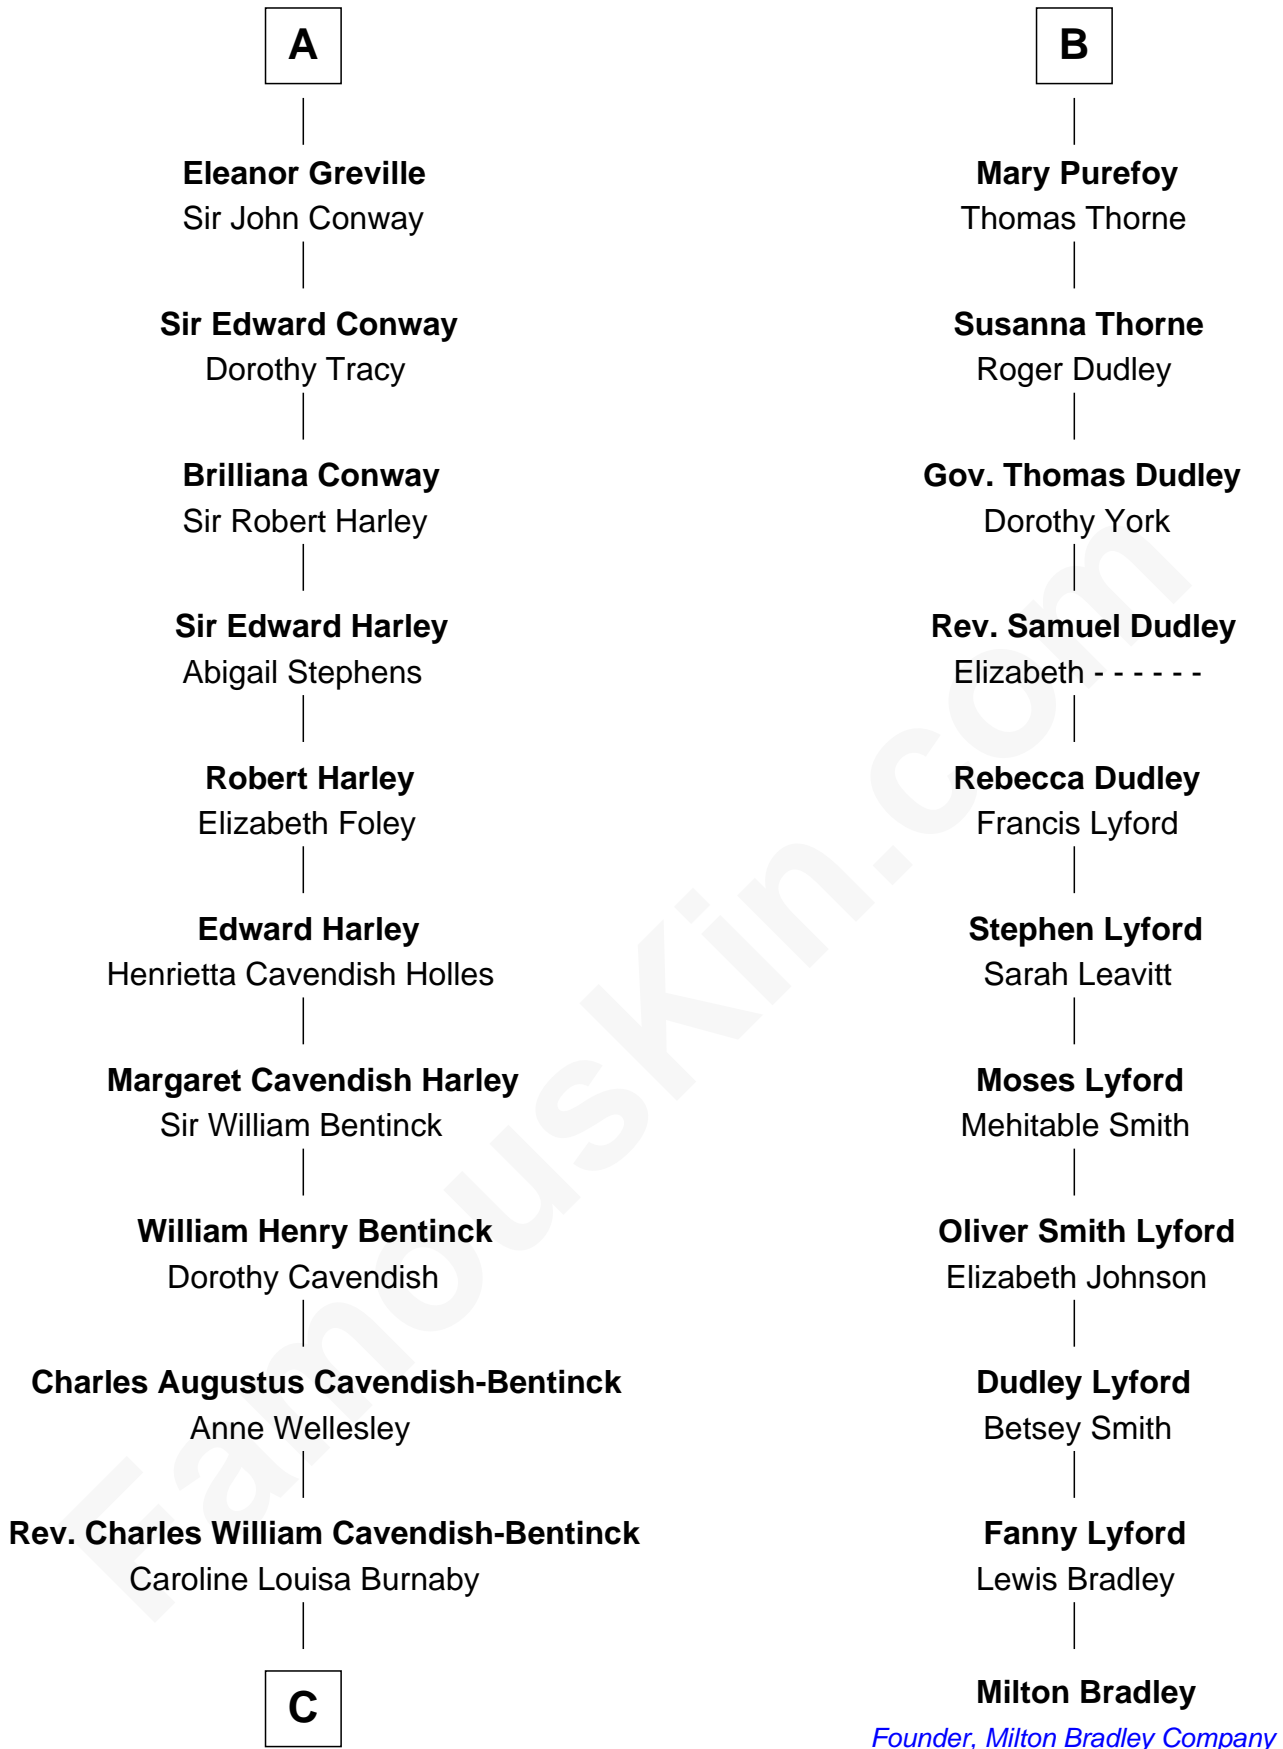 A
Eleanor Greville
Sir John Conway
Sir Edward Conway
Dorothy Tracy
Brilliana Conway
Sir Robert Harley
Sir Edward Harley
Abigail Stephens
Robert Harley
Elizabeth Foley
Edward Harley
Henrietta Cavendish Holles
Margaret Cavendish Harley
Sir William Bentinck
William Henry Bentinck
Dorothy Cavendish
Charles Augustus Cavendish-Bentinck
Anne Wellesley
Rev. Charles William Cavendish-Bentinck
Caroline Louisa Burnaby
C
B
Mary Purefoy
Thomas Thorne
Susanna Thorne
Roger Dudley
Gov. Thomas Dudley
Dorothy York
Rev. Samuel Dudley
Elizabeth - - - - - -
Rebecca Dudley
Francis Lyford
Stephen Lyford
Sarah Leavitt
Moses Lyford
Mehitable Smith
Oliver Smith Lyford
Elizabeth Johnson
Dudley Lyford
Betsey Smith
Fanny Lyford
Lewis Bradley
Milton Bradley
Founder, Milton Bradley Company
FamousKin.com